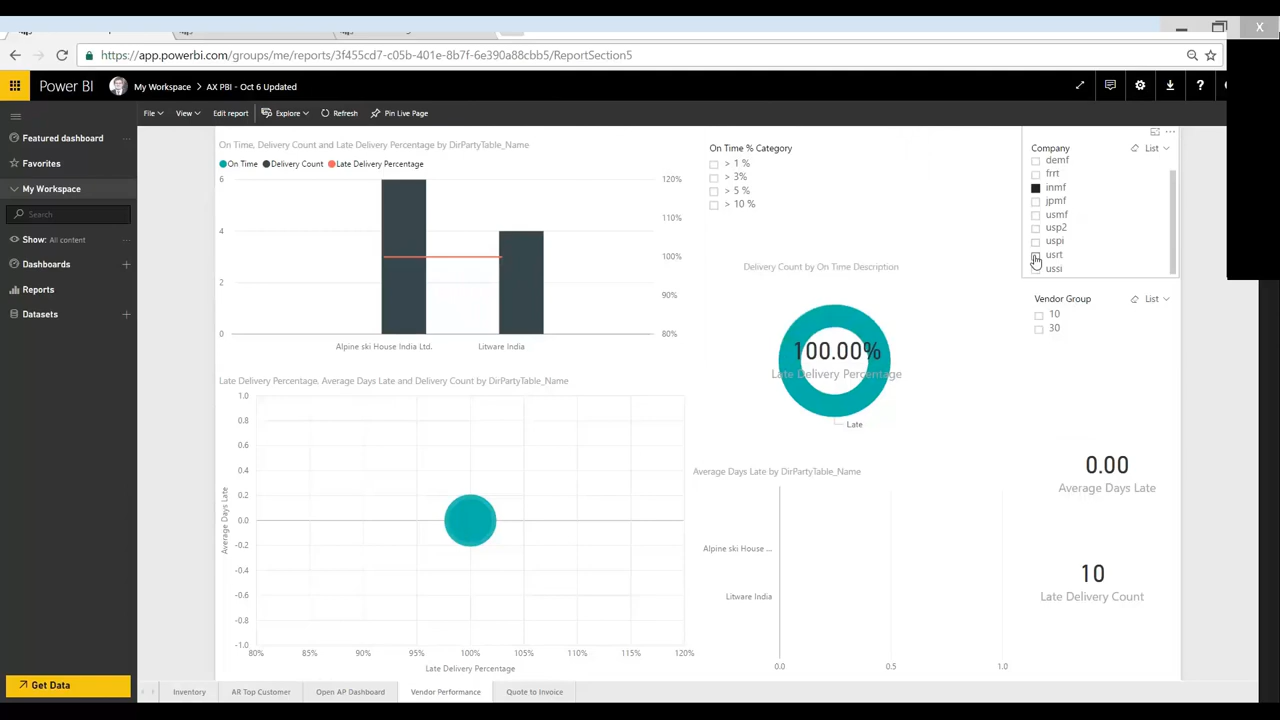 https://app.powerbi.com/groups/me/reports/3f455cd7-c05b-401e-8b7f-6e390a88cbb5/ReportSection5
Power BI
My Workspace > AX PBI - Oct 6 Updated
File View Edit report Explore Refresh Pin Live Page
Featured dashboard
Favorites
My Workspace
Search
Show: All content
Dashboards
Reports
Datasets
Get Data
On Time, Delivery Count and Late Delivery Percentage by DirPartyTable_Name
On Time Delivery Count Late Delivery Percentage
6
4
2
0
120%
110%
100%
90%
80%
Alpine ski House India Ltd. Litware India
On Time % Category
> 1 %
> 3%
> 5 %
> 10 %
Company List
demf
frrt
inmf
jpmf
usmf
usp2
uspi
usrt
ussi
Vendor Group List
10
30
Delivery Count by On Time Description
100.00%
Late Delivery Percentage
Late
Late Delivery Percentage, Average Days Late and Delivery Count by DirPartyTable_Name
Average Days Late
1.0
0.8
0.6
0.4
0.2
0.0
-0.2
-0.4
-0.6
-0.8
-1.0
80% 85% 90% 95% 100% 105% 110% 115% 120%
Late Delivery Percentage
Average Days Late by DirPartyTable_Name
Alpine ski House ...
Litware India
0.0 0.5 1.0
0.00
Average Days Late
10
Late Delivery Count
Inventory AR Top Customer Open AP Dashboard Vendor Performance Quote to Invoice